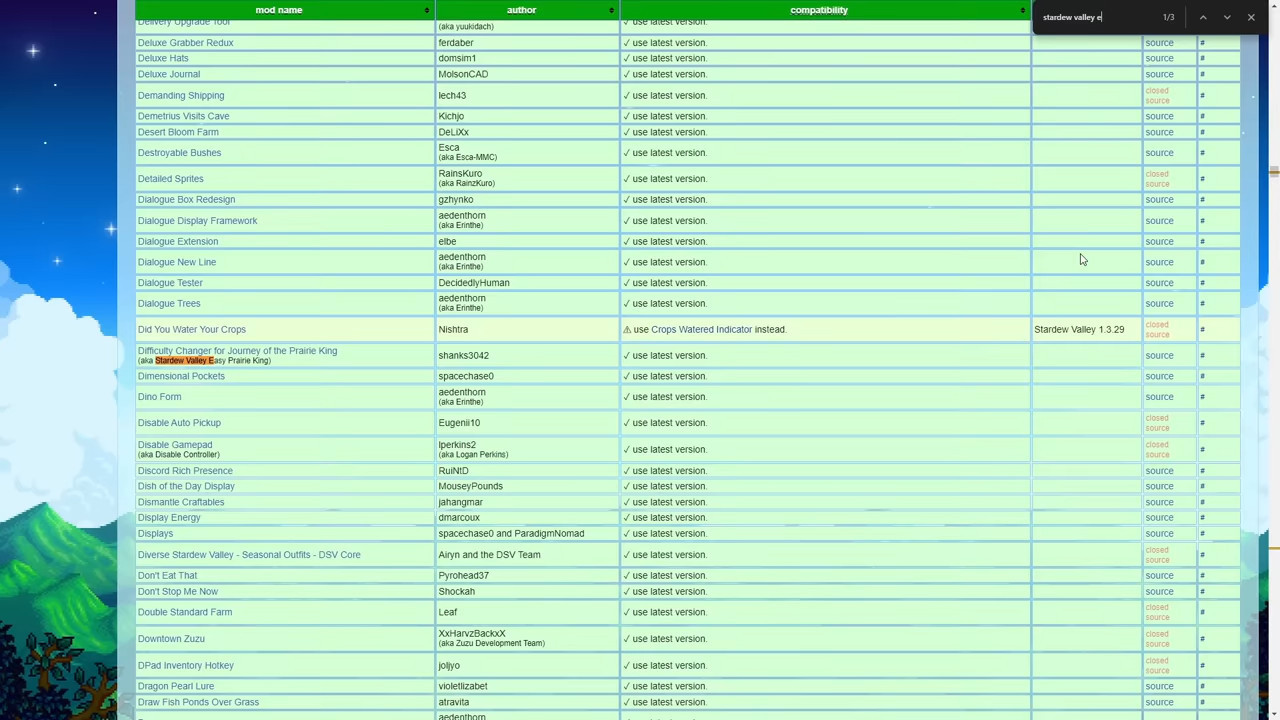 mod name author compatibility
stardew valley e 1/3
Delivery Upgrade Tool (aka yuukidach)
Deluxe Grabber Redux ferdaber ✓ use latest version. source #
Deluxe Hats domsim1 ✓ use latest version. source #
Deluxe Journal MolsonCAD ✓ use latest version. source #
Demanding Shipping lech43 ✓ use latest version. closed source #
Demetrius Visits Cave Kichjo ✓ use latest version. source #
Desert Bloom Farm DeLiXx ✓ use latest version. source #
Destroyable Bushes Esca (aka Esca-MMC) ✓ use latest version. source #
Detailed Sprites RainsKuro (aka RainzKuro) ✓ use latest version. closed source #
Dialogue Box Redesign gzhynko ✓ use latest version. source #
Dialogue Display Framework aedenthorn (aka Erinthe) ✓ use latest version. source #
Dialogue Extension elbe ✓ use latest version. source #
Dialogue New Line aedenthorn (aka Erinthe) ✓ use latest version. source #
Dialogue Tester DecidedlyHuman ✓ use latest version. source #
Dialogue Trees aedenthorn (aka Erinthe) ✓ use latest version. source #
Did You Water Your Crops Nishtra ⚠ use Crops Watered Indicator instead. Stardew Valley 1.3.29 closed source #
Difficulty Changer for Journey of the Prairie King (aka Stardew Valley Easy Prairie King) shanks3042 ✓ use latest version. source #
Dimensional Pockets spacechase0 ✓ use latest version. source #
Dino Form aedenthorn (aka Erinthe) ✓ use latest version. source #
Disable Auto Pickup Eugenii10 ✓ use latest version. closed source #
Disable Gamepad (aka Disable Controller) lperkins2 (aka Logan Perkins) ✓ use latest version. closed source #
Discord Rich Presence RuiNtD ✓ use latest version. source #
Dish of the Day Display MouseyPounds ✓ use latest version. source #
Dismantle Craftables jahangmar ✓ use latest version. source #
Display Energy dmarcoux ✓ use latest version. source #
Displays spacechase0 and ParadigmNomad ✓ use latest version. source #
Diverse Stardew Valley - Seasonal Outfits - DSV Core Airyn and the DSV Team ✓ use latest version. closed source #
Don't Eat That Pyrohead37 ✓ use latest version. source #
Don't Stop Me Now Shockah ✓ use latest version. source #
Double Standard Farm Leaf ✓ use latest version. closed source #
Downtown Zuzu XxHarvzBackxX (aka Zuzu Development Team) ✓ use latest version. closed source #
DPad Inventory Hotkey joljyo ✓ use latest version. closed source #
Dragon Pearl Lure violetlizabet ✓ use latest version. source #
Draw Fish Ponds Over Grass atravita ✓ use latest version. source #
aedenthorn